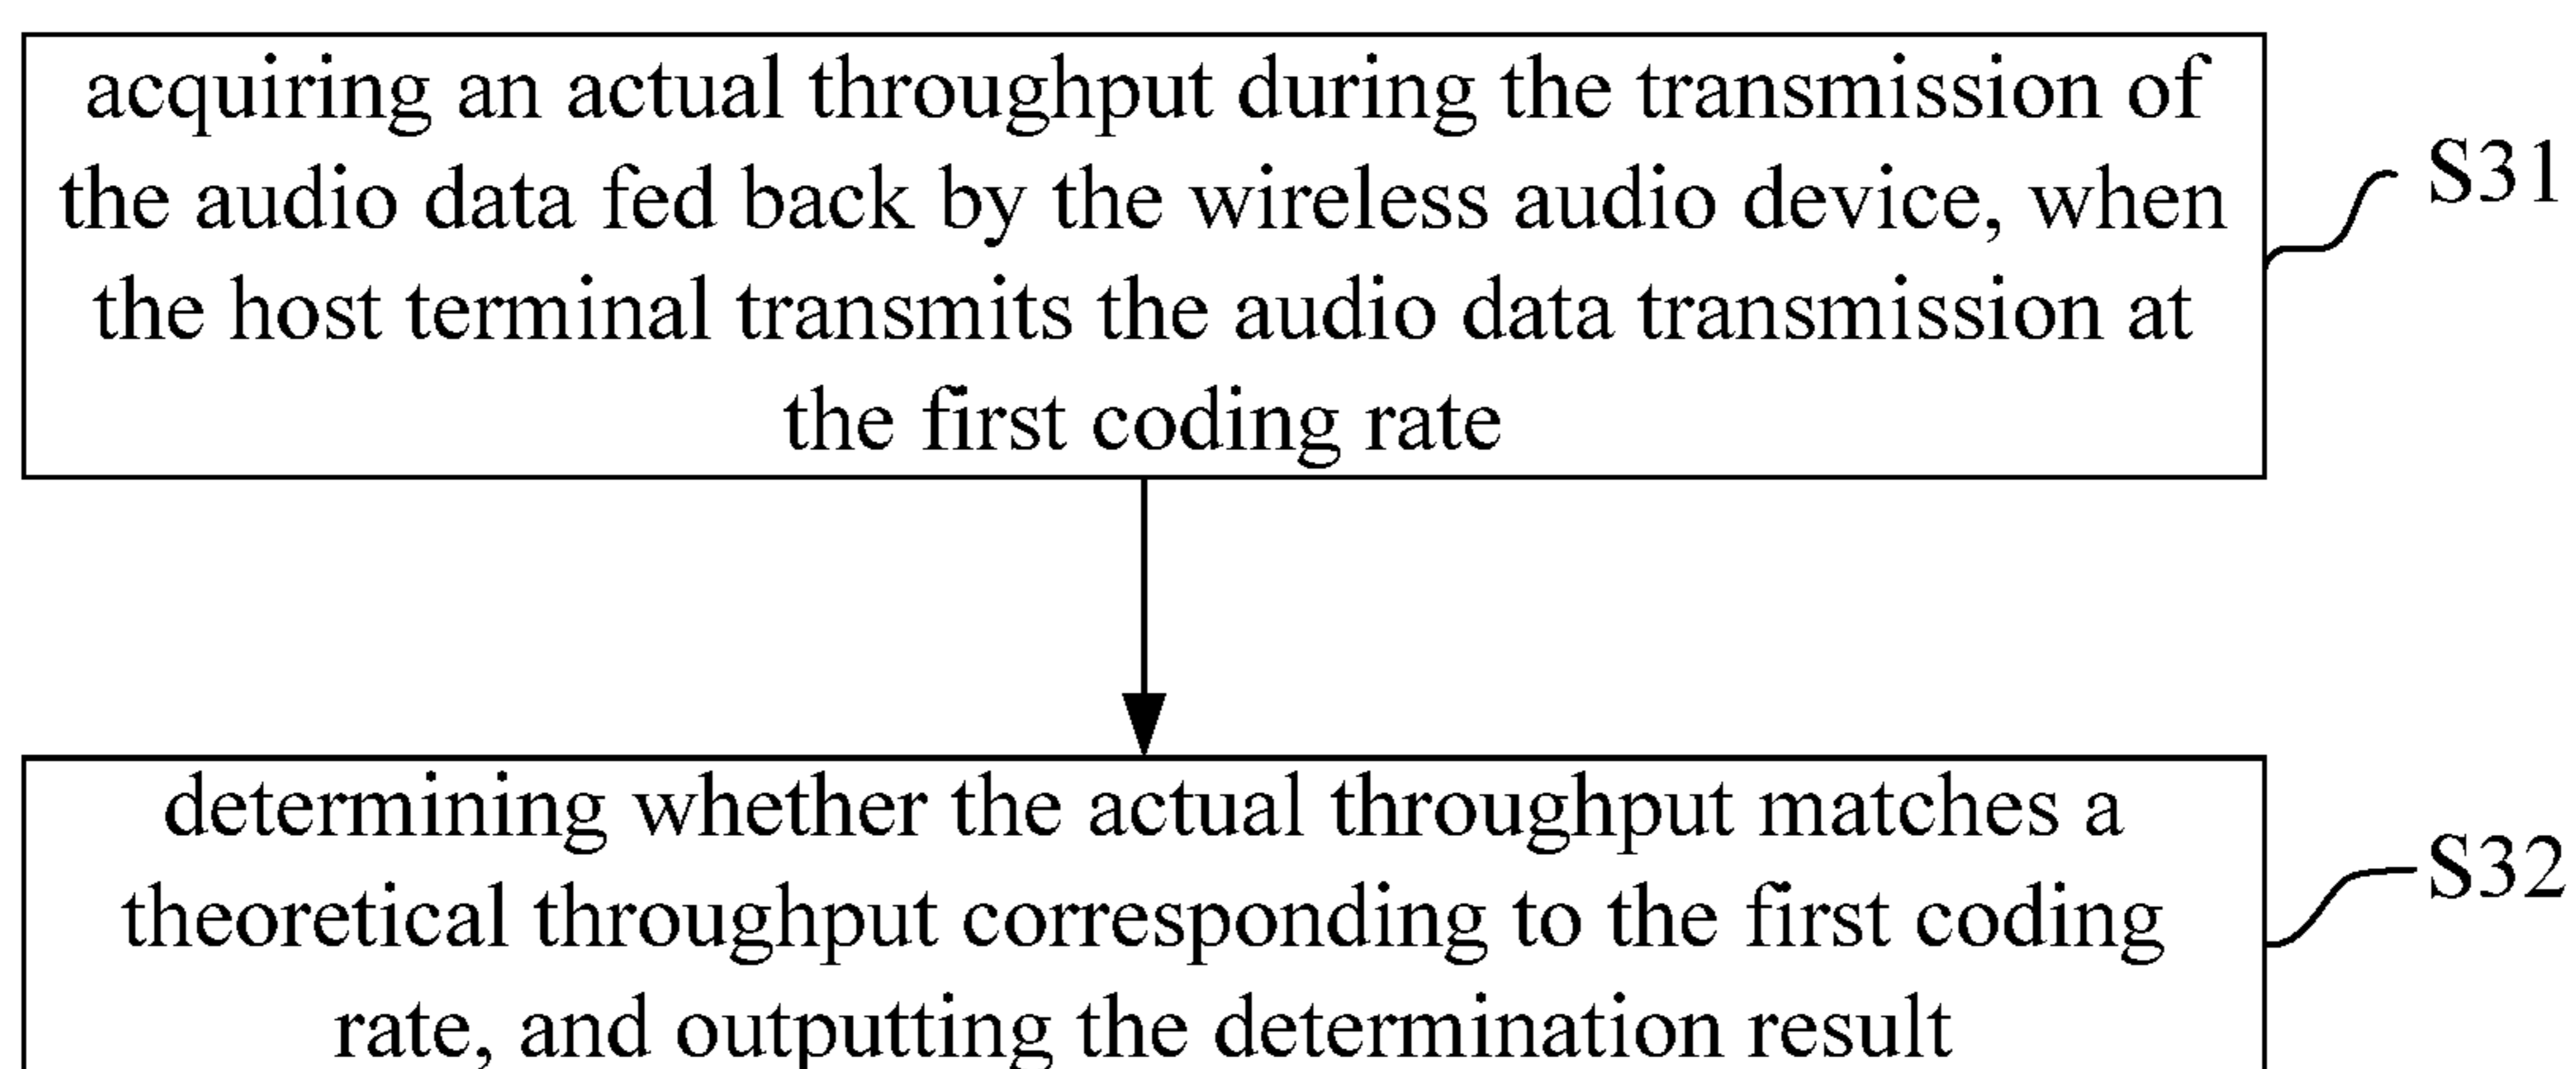 acquiring an actual throughput during the transmission of
the audio data fed back by the wireless audio device, when
the host terminal transmits the audio data transmission at
the first coding rate
S31
determining whether the actual throughput matches a
theoretical throughput corresponding to the first coding
rate, and outputting the determination result
S32